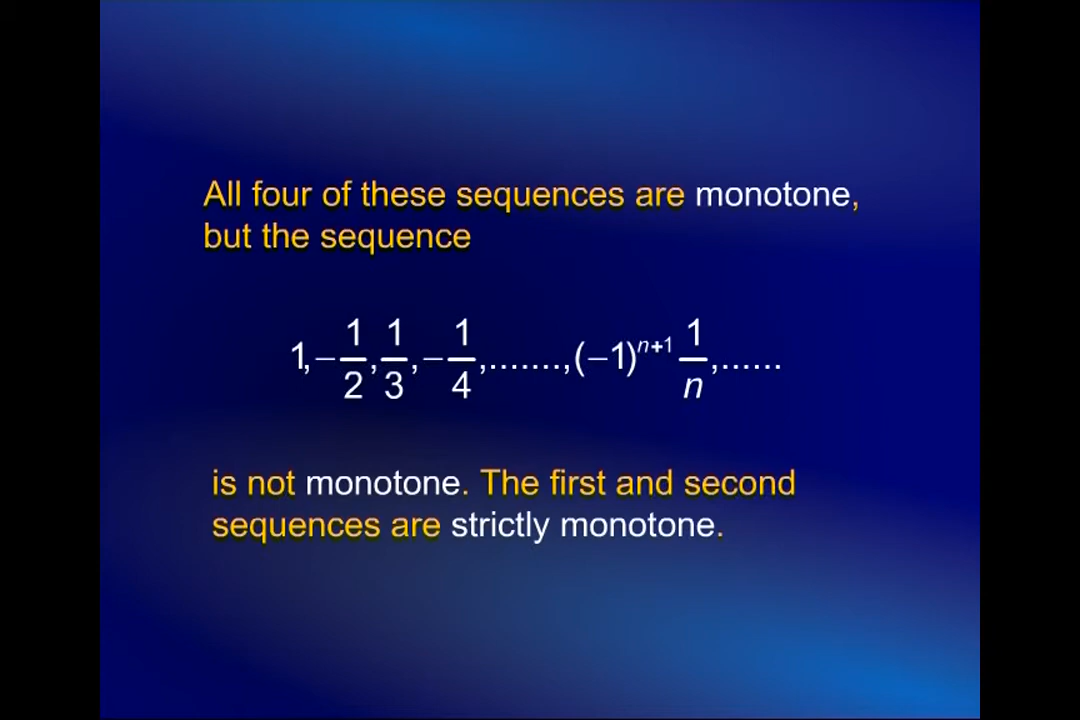 All four of these sequences are monotone,
but the sequence
1,−1/2,1/3,−1/4,.......,(−1)^{n+1} 1/n,......
is not monotone. The first and second
sequences are strictly monotone.